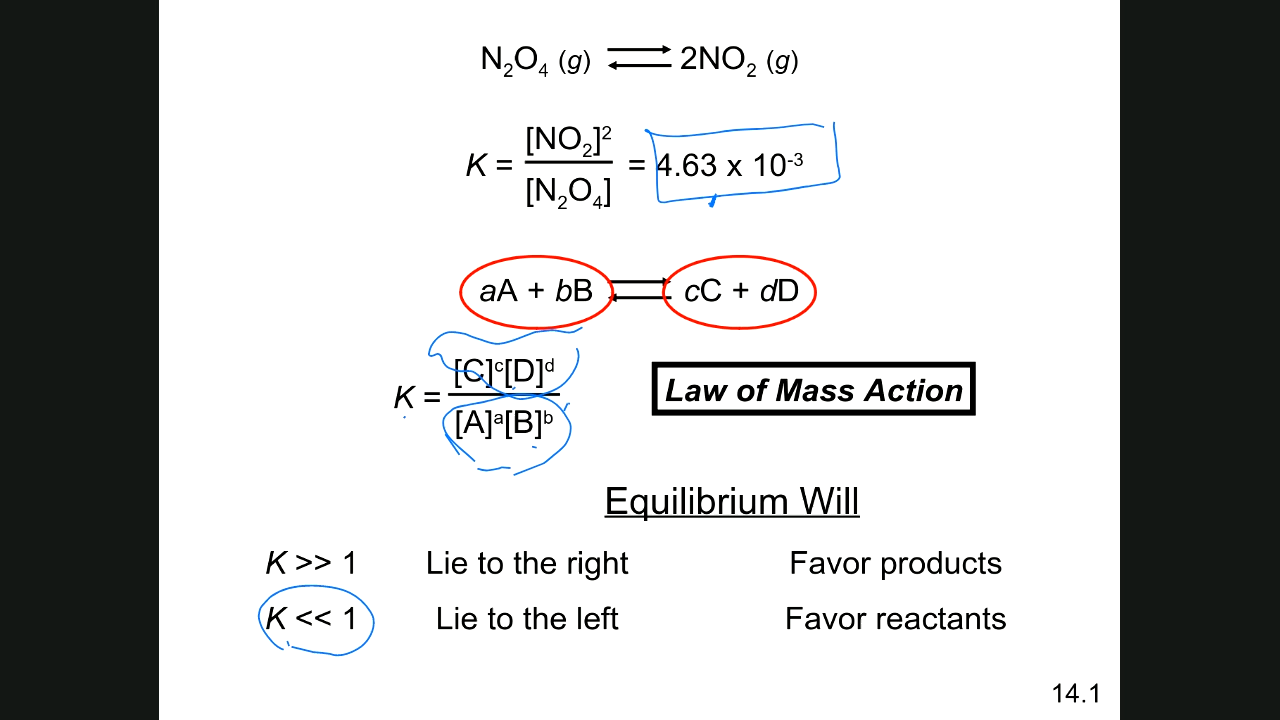 N₂O₄ (g) ⇌ 2NO₂ (g)
K = [NO₂]² / [N₂O₄] = 4.63 x 10⁻³
aA + bB ⇌ cC + dD
K = [C]ᶜ[D]ᵈ / [A]ᵃ[B]ᵇ
Law of Mass Action
Equilibrium Will
K >> 1 Lie to the right Favor products
K << 1 Lie to the left Favor reactants
14.1